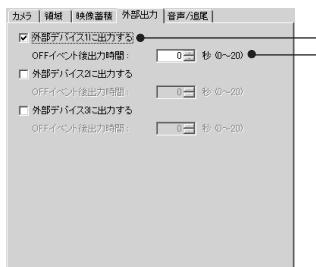 カメラ 領域 映像蓄積 外部出力 音声/追尾
外部デバイス1に出力する
OFFイベント後出力時間： 0 秒 (0～20)
外部デバイス2に出力する
OFFイベント後出力時間： 0 秒 (0～20)
外部デバイス3に出力する
OFFイベント後出力時間： 0 秒 (0～20)